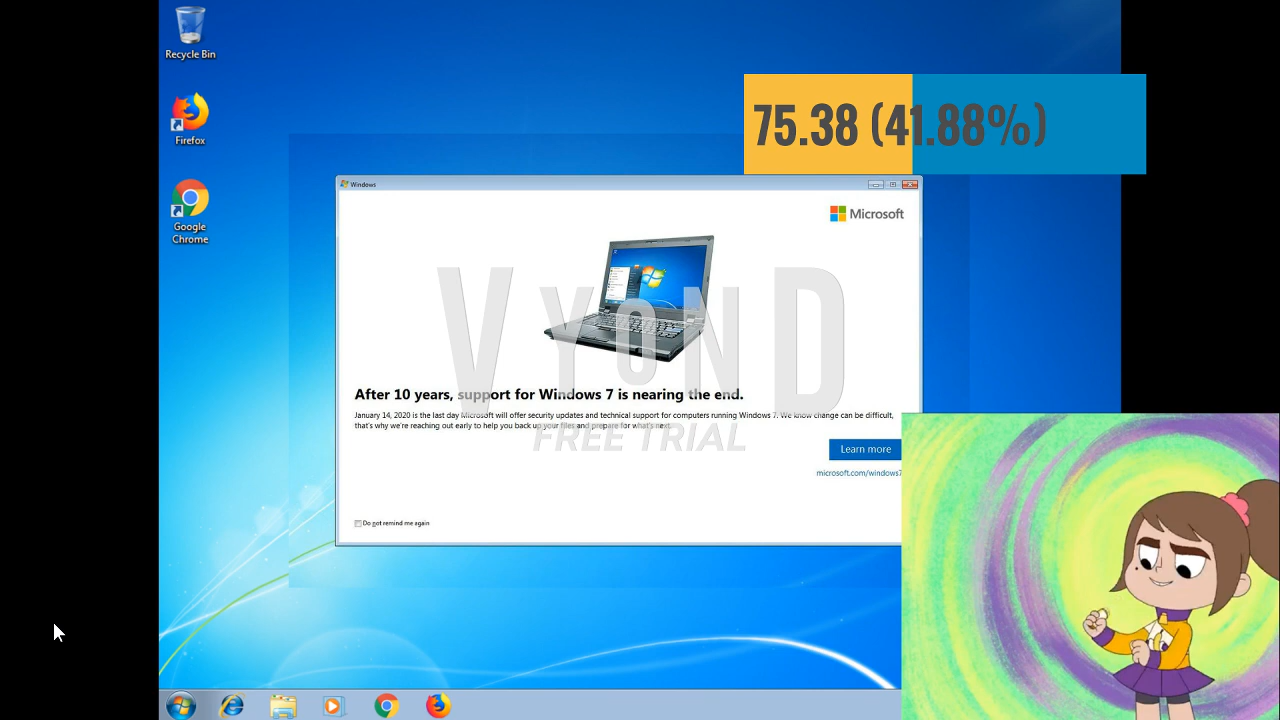 Recycle Bin
Firefox
Google
Chrome
75.38 (41.88%)
Windows
Microsoft
VYOND
FREE TRIAL
After 10 years, support for Windows 7 is nearing the end.
January 14, 2020 is the last day Microsoft will offer security updates and technical support for computers running Windows 7. We know change can be difficult,
that's why we're reaching out early to help you back up your files and prepare for what's next.
Learn more
microsoft.com/windows7
Do not remind me again